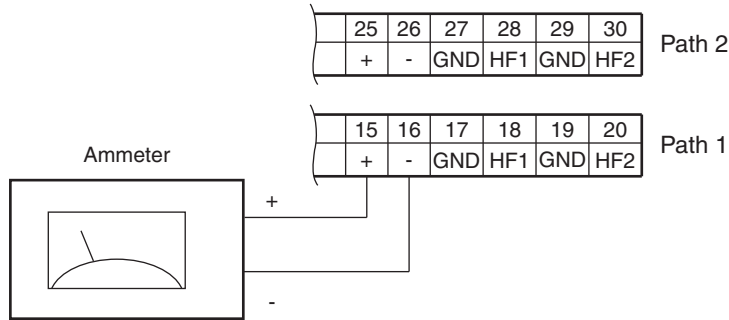 25 26 27 28 29 30
+ - GND HF1 GND HF2
Path 2
15 16 17 18 19 20
+ - GND HF1 GND HF2
Path 1
Ammeter
+
-